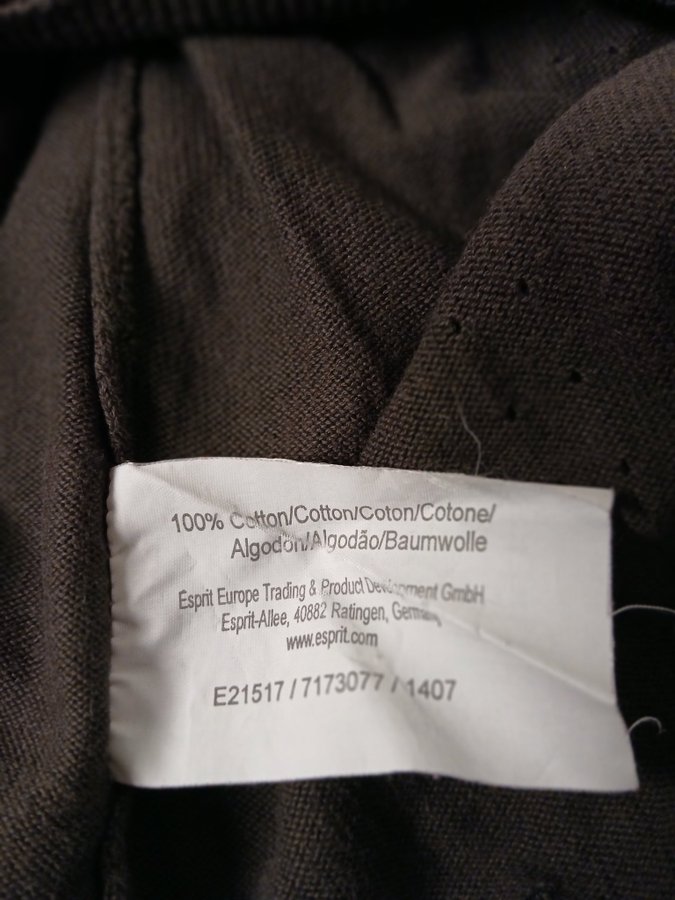 100% Cotton/Cotton/Coton/Cotone/
Algodón/Algodão/Baumwolle
Esprit Europe Trading & Product Development GmbH
Esprit-Allee, 40882 Ratingen, Germany
www.esprit.com
E21517 / 7173077 / 1407